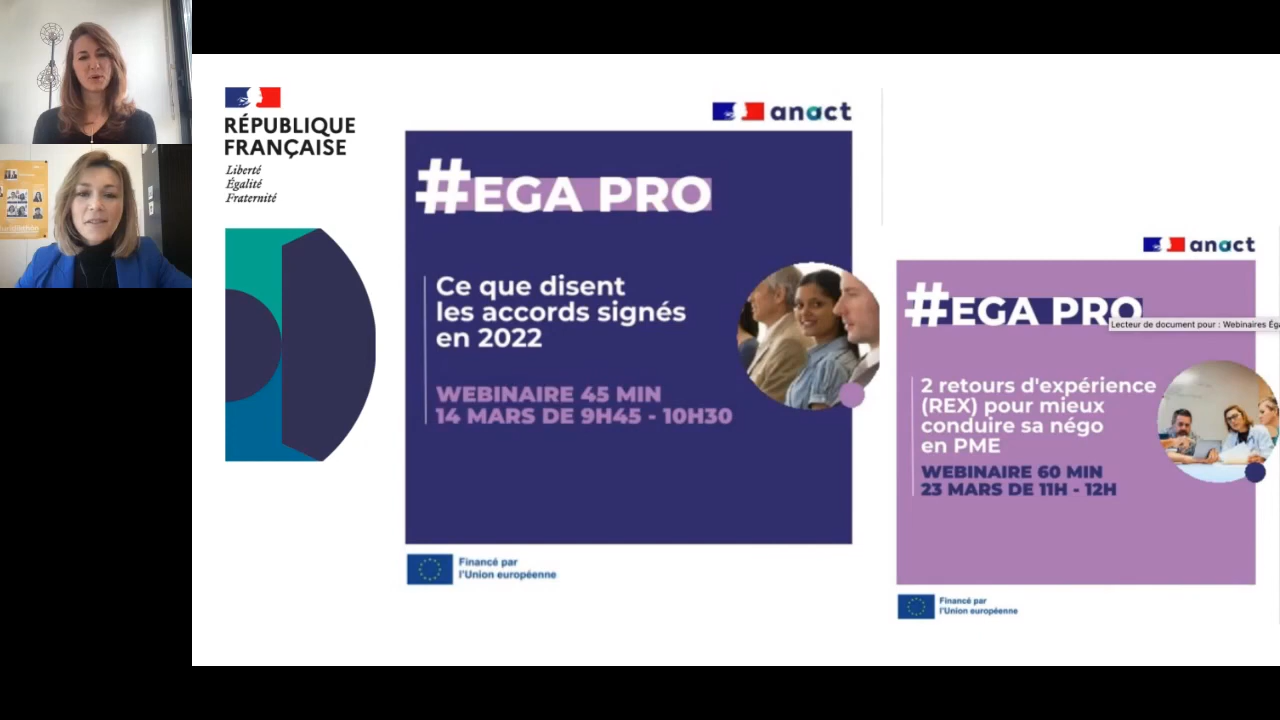 RÉPUBLIQUE
FRANÇAISE
Liberté
Égalité
Fraternité
anact
#EGA PRO
Ce que disent
les accords signés
en 2022
WEBINAIRE 45 MIN
14 MARS DE 9H45 - 10H30
Financé par
l'Union européenne
anact
#EGA PRO
Lecteur de document pour : Webinaires Ég
2 retours d'expérience
(REX) pour mieux
conduire sa négo
en PME
WEBINAIRE 60 MIN
23 MARS DE 11H - 12H
Financé par
l'Union européenne